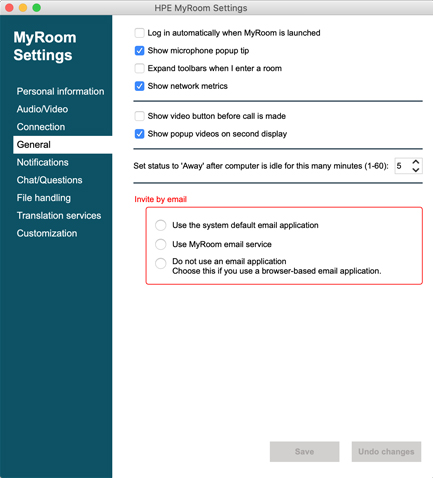 HPE MyRoom Settings
MyRoom
Settings
Personal information
Audio/Video
Connection
General
Notifications
Chat/Questions
File handling
Translation services
Customization
Log in automatically when MyRoom is launched
Show microphone popup tip
Expand toolbars when I enter a room
Show network metrics
Show video button before call is made
Show popup videos on second display
Set status to 'Away' after computer is idle for this many minutes (1-60): 5
Invite by email
Use the system default email application
Use MyRoom email service
Do not use an email application
Choose this if you use a browser-based email application.
Save Undo changes